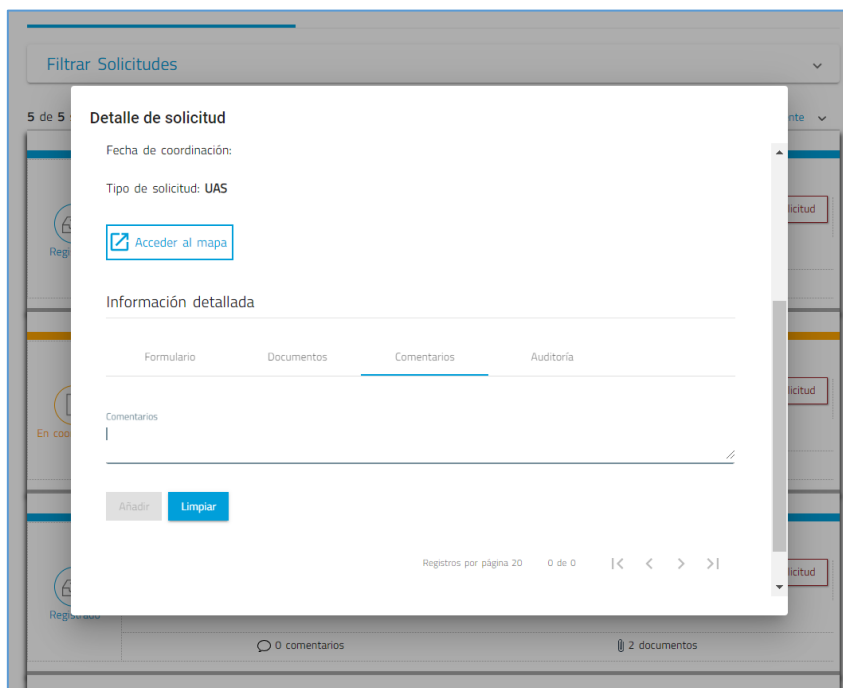 Filtrar Solicitudes
5 de 5
Detalle de solicitud
Fecha de coordinación:
Tipo de solicitud: UAS
Acceder al mapa
Información detallada
Formulario Documentos Comentarios Auditoría
Comentarios
Añadir Limpiar
Registros por página 20 0 de 0
Registrado
0 comentarios 2 documentos